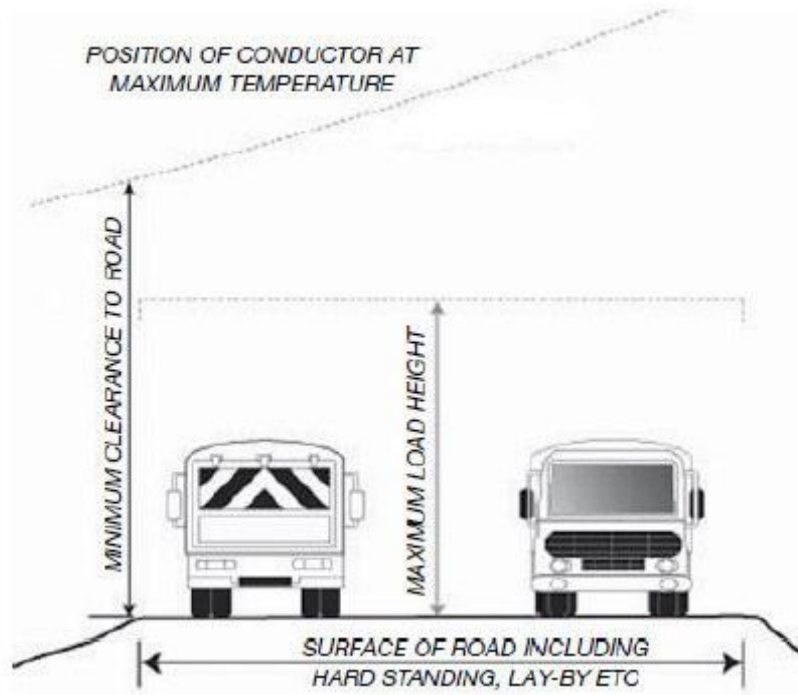 POSITION OF CONDUCTOR AT
MAXIMUM TEMPERATURE
MINIMUM CLEARANCE TO ROAD
MAXIMUM LOAD HEIGHT
SURFACE OF ROAD INCLUDING
HARD STANDING, LAY-BY ETC